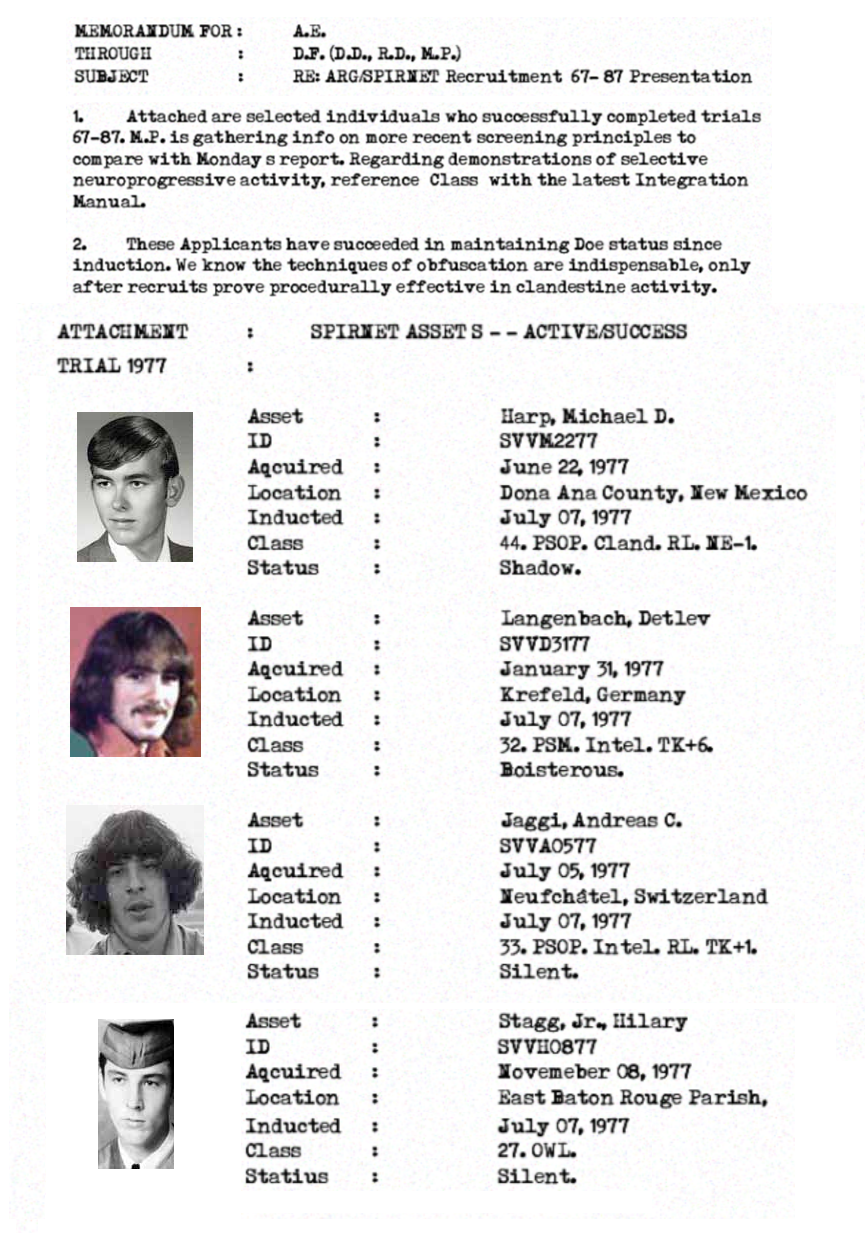 MEMORANDUM FOR : A.E.
THROUGH : D.F. (D.D., R.D., M.P.)
SUBJECT : RE: ARG/SPIRNET Recruitment 67-87 Presentation
1. Attached are selected individuals who successfully completed trials
67-87. M.P. is gathering info on more recent screening principles to
compare with Monday s report. Regarding demonstrations of selective
neuroprogressive activity, reference Class with the latest Integration
Manual.
2. These Applicants have succeeded in maintaining Doe status since
induction. We know the techniques of obfuscation are indispensable, only
after recruits prove procedurally effective in clandestine activity.
ATTACHMENT : SPIRNET ASSET S -- ACTIVE/SUCCESS
TRIAL 1977 :
Asset : Harp, Michael D.
ID : SVVM2277
Aqcuired : June 22, 1977
Location : Dona Ana County, New Mexico
Inducted : July 07, 1977
Class : 44. PSOP. Cland. RL. NE-1.
Status : Shadow.
Asset : Langenbach, Detlev
ID : SVVD3177
Aqcuired : January 31, 1977
Location : Krefeld, Germany
Inducted : July 07, 1977
Class : 32. PSM. Intel. TK+6.
Status : Boisterous.
Asset : Jaggi, Andreas C.
ID : SVVA0577
Aqcuired : July 05, 1977
Location : Neufchâtel, Switzerland
Inducted : July 07, 1977
Class : 33. PSOP. Intel. RL. TK+1.
Status : Silent.
Asset : Stagg, Jr., Hilary
ID : SVVH0877
Aqcuired : Novemeber 08, 1977
Location : East Baton Rouge Parish,
Inducted : July 07, 1977
Class : 27. OWL.
Statius : Silent.